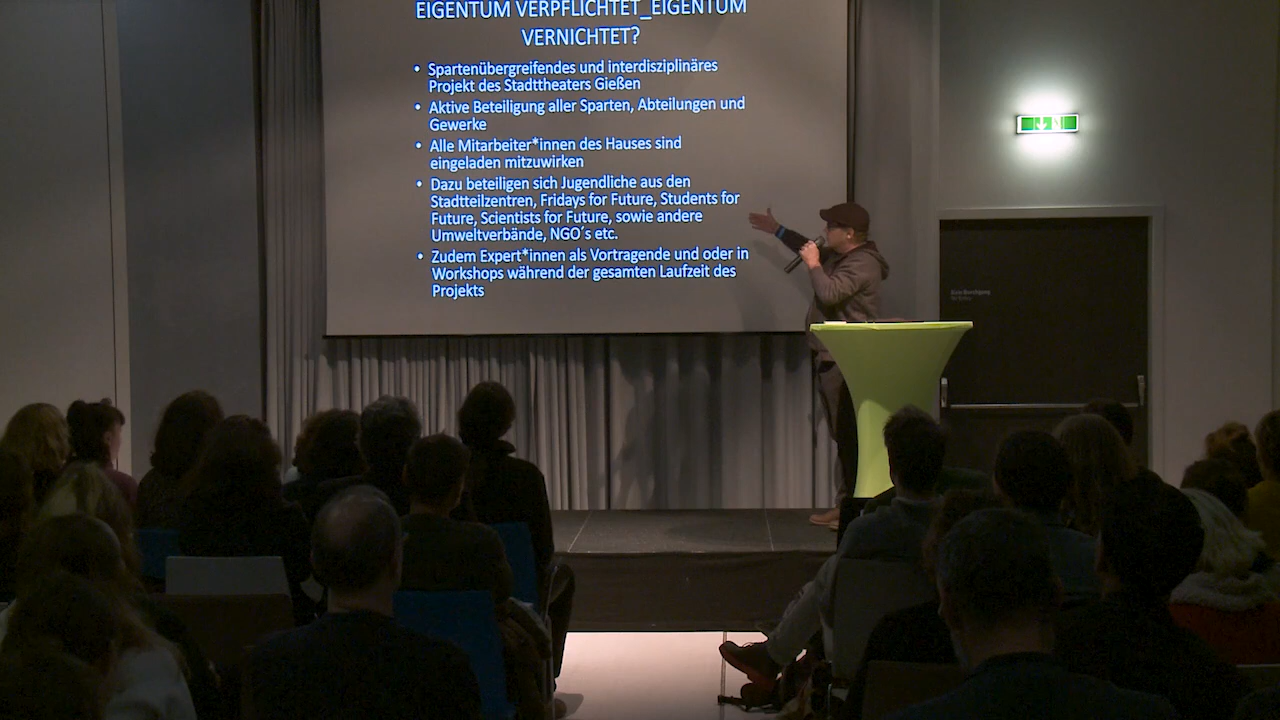 EIGENTUM VERPFLICHTET_EIGENTUM
VERNICHTET?
• Spartenübergreifendes und interdisziplinäres
Projekt des Stadttheaters Gießen
• Aktive Beteiligung aller Sparten, Abteilungen und
Gewerke
• Alle Mitarbeiter*innen des Hauses sind
eingeladen mitzuwirken
• Dazu beteiligen sich Jugendliche aus den
Stadtteilzentren, Fridays for Future, Students for
Future, Scientists for Future, sowie andere
Umweltverbände, NGO´s etc.
• Zudem Expert*innen als Vortragende und oder in
Workshops während der gesamten Laufzeit des
Projekts